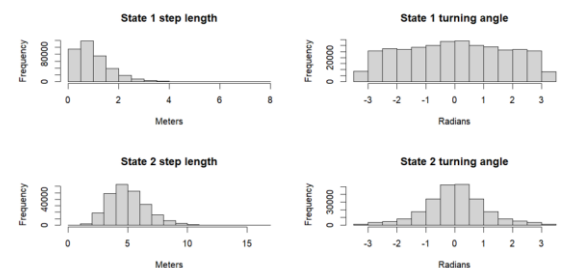 State 1 step length
Frequency
0 80000
0 2 4 6 8
Meters
State 1 turning angle
Frequency
0 20000
-3 -2 -1 0 1 2 3
Radians
State 2 step length
Frequency
0 40000
0 5 10 15
Meters
State 2 turning angle
Frequency
0 30000
-3 -2 -1 0 1 2 3
Radians